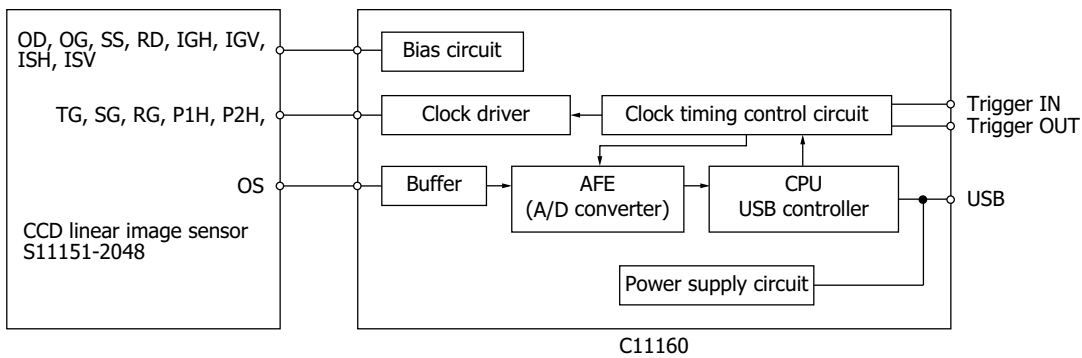 OD, OG, SS, RD, IGH, IGV,
ISH, ISV
Bias circuit
TG, SG, RG, P1H, P2H,
Clock driver
Clock timing control circuit
Trigger IN
Trigger OUT
OS
Buffer
AFE
(A/D converter)
CPU
USB controller
USB
CCD linear image sensor
S11151-2048
Power supply circuit
C11160